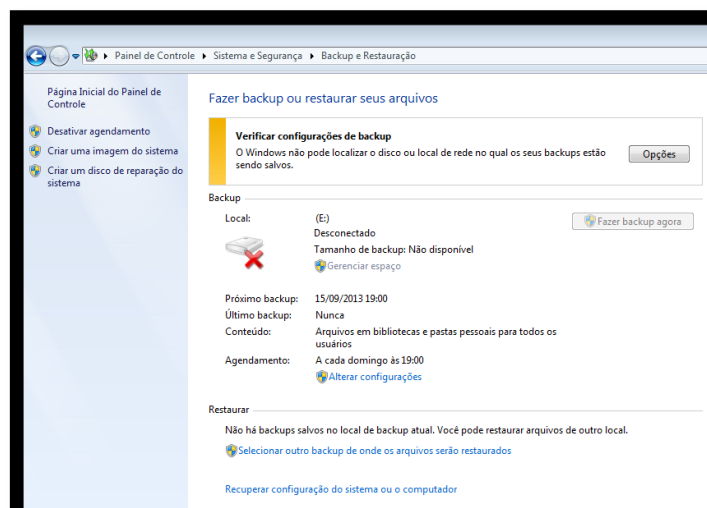 Painel de Controle ▸ Sistema e Segurança ▸ Backup e Restauração
Página Inicial do Painel de
Controle
Desativar agendamento
Criar uma imagem do sistema
Criar um disco de reparação do
sistema
Fazer backup ou restaurar seus arquivos
Verificar configurações de backup
O Windows não pode localizar o disco ou local de rede no qual os seus backups estão
sendo salvos.
Opções
Backup
Local: (E:)
Desconectado
Tamanho de backup: Não disponível
Gerenciar espaço
Fazer backup agora
Próximo backup: 15/09/2013 19:00
Último backup: Nunca
Conteúdo: Arquivos em bibliotecas e pastas pessoais para todos os
usuários
Agendamento: A cada domingo às 19:00
Alterar configurações
Restaurar
Não há backups salvos no local de backup atual. Você pode restaurar arquivos de outro local.
Selecionar outro backup de onde os arquivos serão restaurados
Recuperar configuração do sistema ou o computador